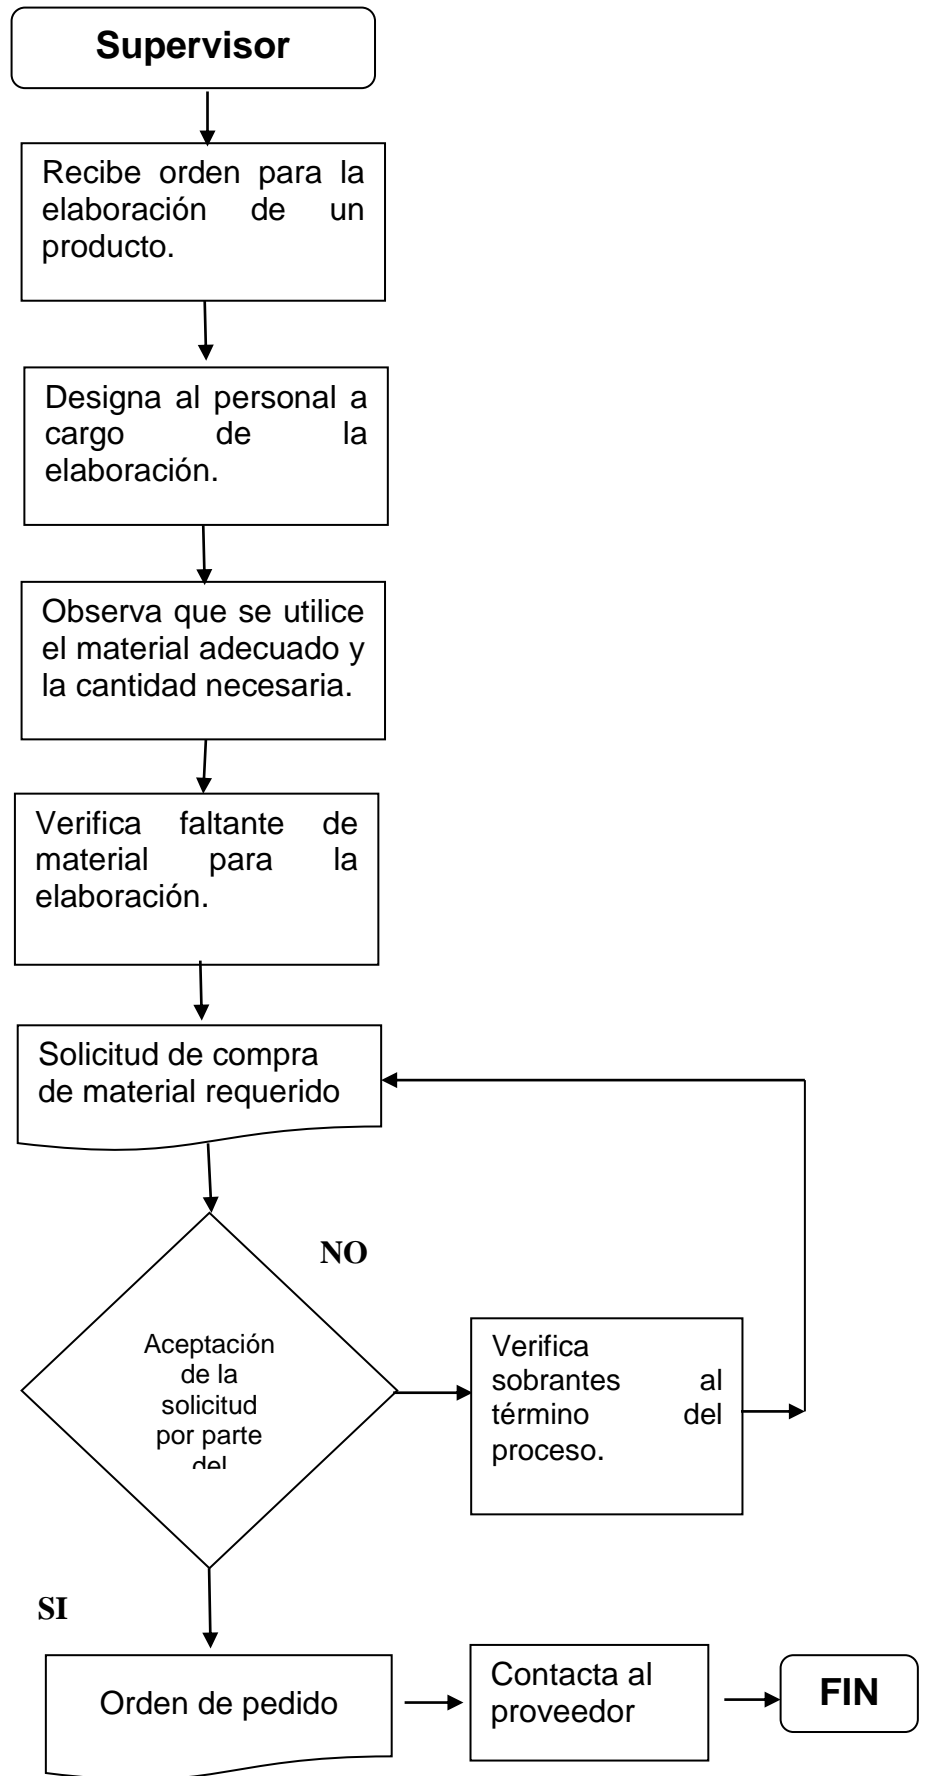 Supervisor
Recibe orden para la
elaboración de un
producto.
Designa al personal a
cargo de la
elaboración.
Observa que se utilice
el material adecuado y
la cantidad necesaria.
Verifica faltante de
material para la
elaboración.
Solicitud de compra
de material requerido
NO
Aceptación
de la
solicitud
por parte
del
Verifica
sobrantes al
término del
proceso.
SI
Orden de pedido
Contacta al
proveedor
FIN